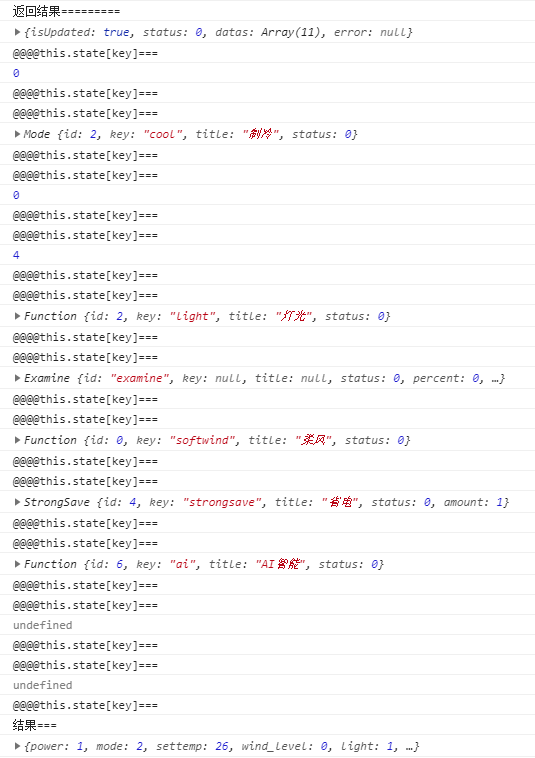 返回结果=========
{isUpdated: true, status: 0, datas: Array(11), error: null}
@@@@this.state[key]===
0
@@@@this.state[key]===
@@@@this.state[key]===
Mode {id: 2, key: "cool", title: "制冷", status: 0}
@@@@this.state[key]===
@@@@this.state[key]===
0
@@@@this.state[key]===
@@@@this.state[key]===
4
@@@@this.state[key]===
@@@@this.state[key]===
Function {id: 2, key: "light", title: "灯光", status: 0}
@@@@this.state[key]===
@@@@this.state[key]===
Examine {id: "examine", key: null, title: null, status: 0, percent: 0, …}
@@@@this.state[key]===
@@@@this.state[key]===
Function {id: 0, key: "softwind", title: "柔风", status: 0}
@@@@this.state[key]===
@@@@this.state[key]===
StrongSave {id: 4, key: "strongsave", title: "省电", status: 0, amount: 1}
@@@@this.state[key]===
@@@@this.state[key]===
Function {id: 6, key: "ai", title: "AI智能", status: 0}
@@@@this.state[key]===
@@@@this.state[key]===
undefined
@@@@this.state[key]===
@@@@this.state[key]===
undefined
@@@@this.state[key]===
结果===
{power: 1, mode: 2, settemp: 26, wind_level: 0, light: 1, …}